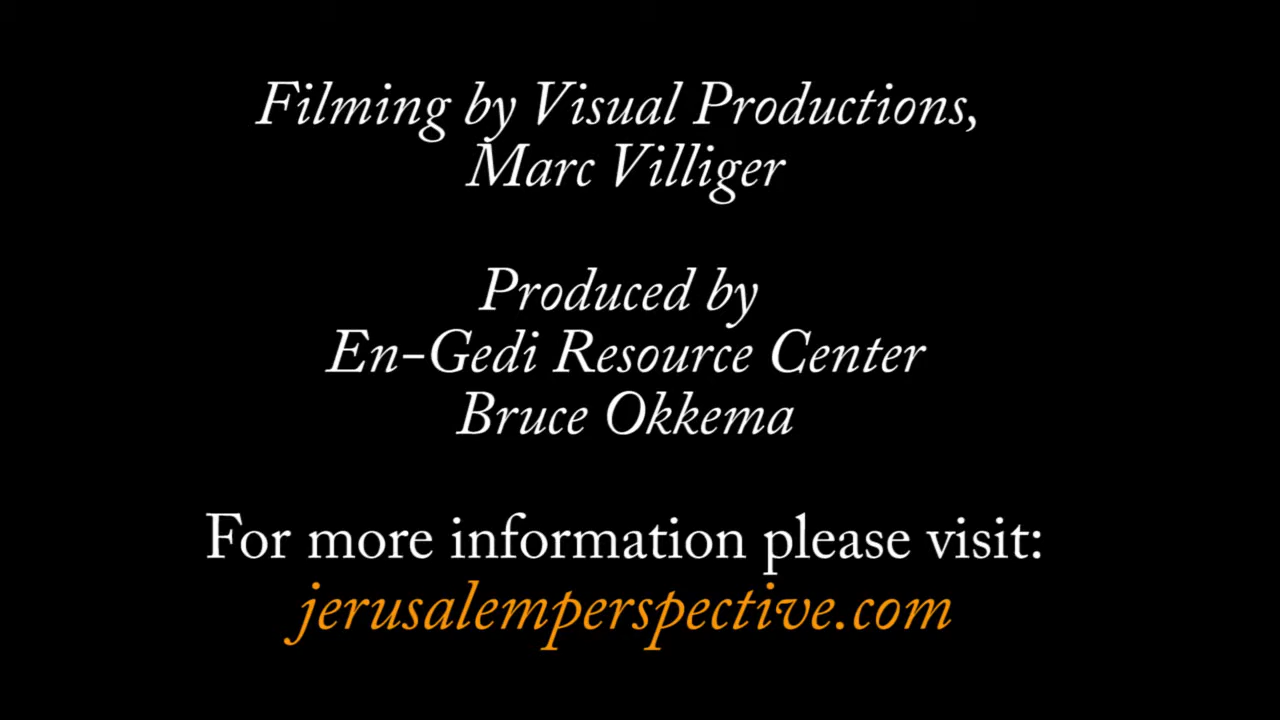 Filming by Visual Productions,
Marc Villiger
Produced by
En-Gedi Resource Center
Bruce Okkema
For more information please visit:
jerusalemperspective.com